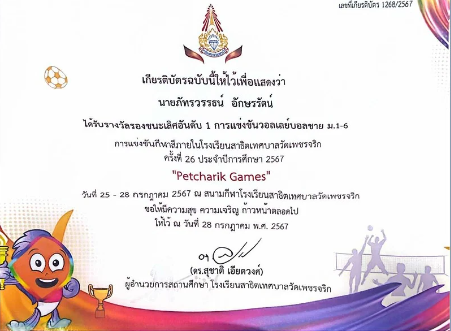 เลขที่เกียรติบัตร 1268/2567
เกียรติบัตรฉบับนี้ให้ไว้เพื่อแสดงว่า
นายภัทรวรรธน์ อักษรรัตน์
ได้รับรางวัลรองชนะเลิศอันดับ 1 การแข่งขันวอลเลย์บอลชาย ม.1-6
การแข่งขันกีฬาสีภายในโรงเรียนสาธิตเทศบาลวัดเพชรจริก
ครั้งที่ 26 ประจำปีการศึกษา 2567
"Petcharik Games"
วันที่ 25 - 28 กรกฎาคม 2567 ณ สนามกีฬาโรงเรียนสาธิตเทศบาลวัดเพชรจริก
ขอให้มีความสุข ความเจริญ ก้าวหน้าตลอดไป
ให้ไว้ ณ วันที่ 28 กรกฎาคม พ.ศ. 2567
(ดร.สุชาติ เอียดวงศ์)
ผู้อำนวยการสถานศึกษา โรงเรียนสาธิตเทศบาลวัดเพชรจริก